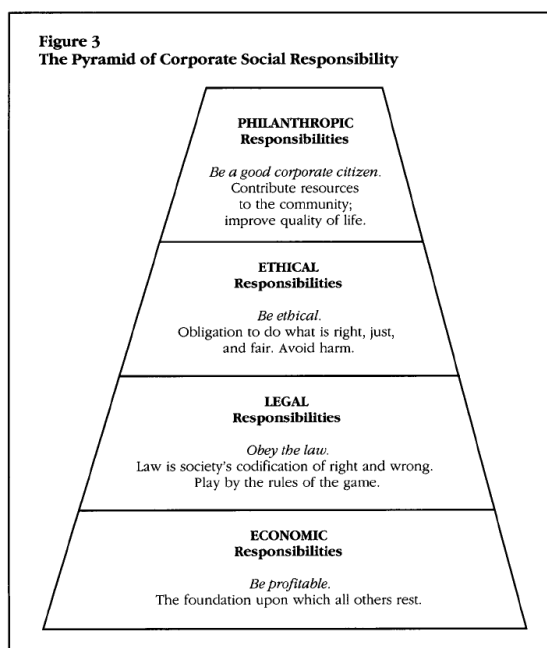 Figure 3
The Pyramid of Corporate Social Responsibility
PHILANTHROPIC
Responsibilities
Be a good corporate citizen.
Contribute resources
to the community;
improve quality of life.
ETHICAL
Responsibilities
Be ethical.
Obligation to do what is right, just,
and fair. Avoid harm.
LEGAL
Responsibilities
Obey the law.
Law is society's codification of right and wrong.
Play by the rules of the game.
ECONOMIC
Responsibilities
Be profitable.
The foundation upon which all others rest.